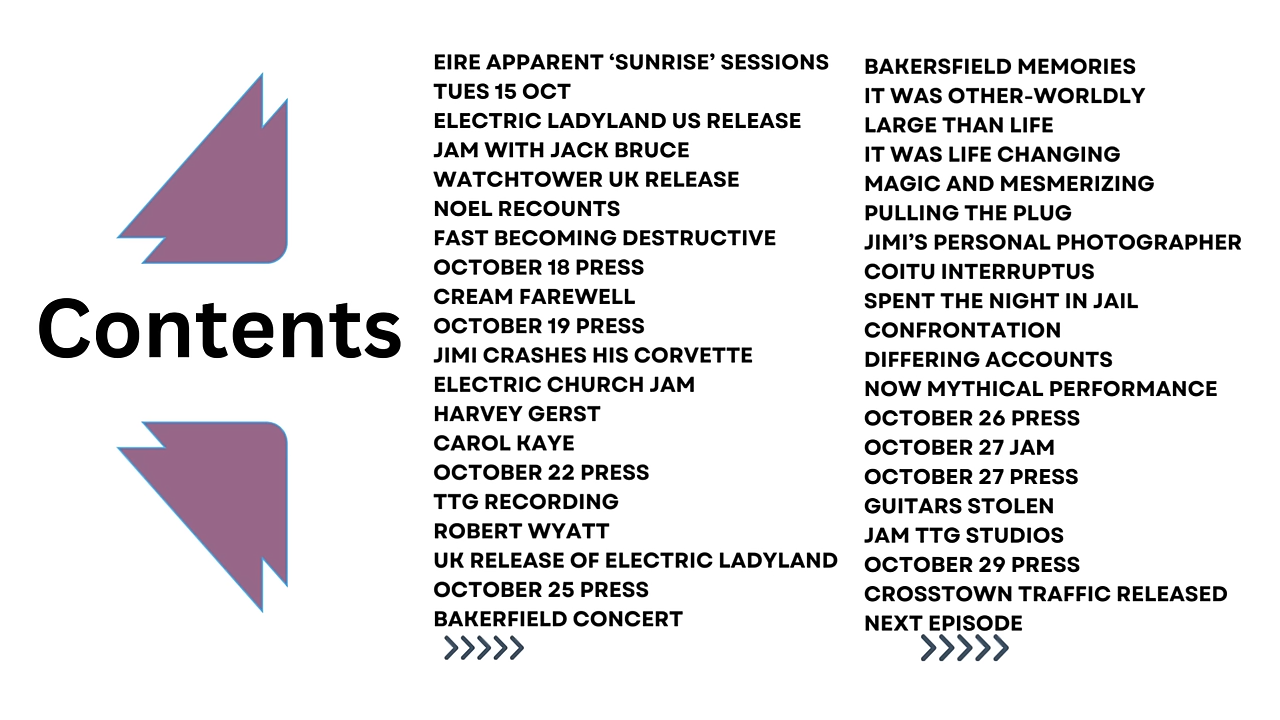 Contents
EIRE APPARENT ‘SUNRISE’ SESSIONS
TUES 15 OCT
ELECTRIC LADYLAND US RELEASE
JAM WITH JACK BRUCE
WATCHTOWER UK RELEASE
NOEL RECOUNTS
FAST BECOMING DESTRUCTIVE
OCTOBER 18 PRESS
CREAM FAREWELL
OCTOBER 19 PRESS
JIMI CRASHES HIS CORVETTE
ELECTRIC CHURCH JAM
HARVEY GERST
CAROL KAYE
OCTOBER 22 PRESS
TTG RECORDING
ROBERT WYATT
UK RELEASE OF ELECTRIC LADYLAND
OCTOBER 25 PRESS
BAKERFIELD CONCERT
BAKERSFIELD MEMORIES
IT WAS OTHER-WORLDLY
LARGE THAN LIFE
IT WAS LIFE CHANGING
MAGIC AND MESMERIZING
PULLING THE PLUG
JIMI’S PERSONAL PHOTOGRAPHER
COITU INTERRUPTUS
SPENT THE NIGHT IN JAIL
CONFRONTATION
DIFFERING ACCOUNTS
NOW MYTHICAL PERFORMANCE
OCTOBER 26 PRESS
OCTOBER 27 JAM
OCTOBER 27 PRESS
GUITARS STOLEN
JAM TTG STUDIOS
OCTOBER 29 PRESS
CROSSTOWN TRAFFIC RELEASED
NEXT EPISODE